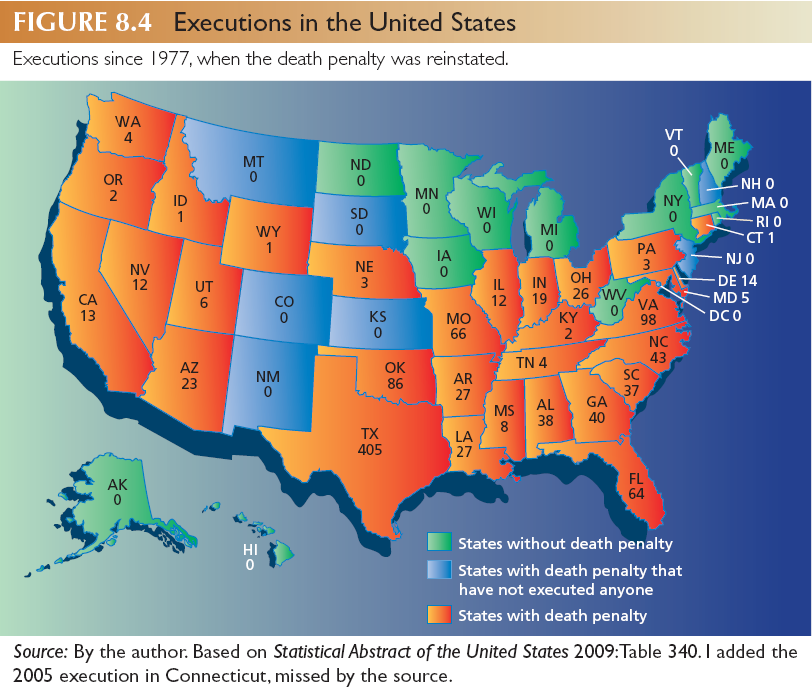 FIGURE 8.4 Executions in the United States
Executions since 1977, when the death penalty was reinstated.
WA
4
OR
2
ID
1
MT
0
ND
0
MN
0
WI
0
MI
0
VT
0
ME
0
NH 0
MA 0
RI 0
CT 1
NY
0
NJ 0
PA
3
DE 14
MD 5
DC 0
WY
1
SD
0
IA
0
NE
3
NV
12
UT
6
CA
13
CO
0
KS
0
MO
66
IL
12
IN
19
OH
26
WV
0
VA
98
KY
2
NC
43
TN 4
SC
37
AZ
23
NM
0
OK
86
AR
27
MS
8
AL
38
GA
40
TX
405
LA
27
FL
64
AK
0
HI
0
States without death penalty
States with death penalty that
have not executed anyone
States with death penalty
Source: By the author. Based on Statistical Abstract of the United States 2009:Table 340. I added the
2005 execution in Connecticut, missed by the source.